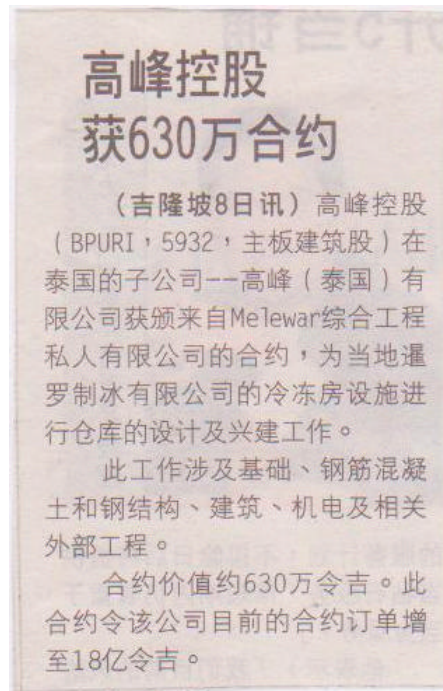 高峰控股
获630万合约
（吉隆坡8日讯）高峰控股
（BPURI，5932，主板建筑股）在
泰国的子公司--高峰（泰国）有
限公司获颁来自Melewar综合工程
私人有限公司的合约，为当地暹
罗制冰有限公司的冷冻房设施进
行仓库的设计及兴建工作。
此工作涉及基础、钢筋混凝
土和钢结构、建筑、机电及相关
外部工程。
合约价值约630万令吉。此
合约令该公司目前的合约订单增
至18亿令吉。